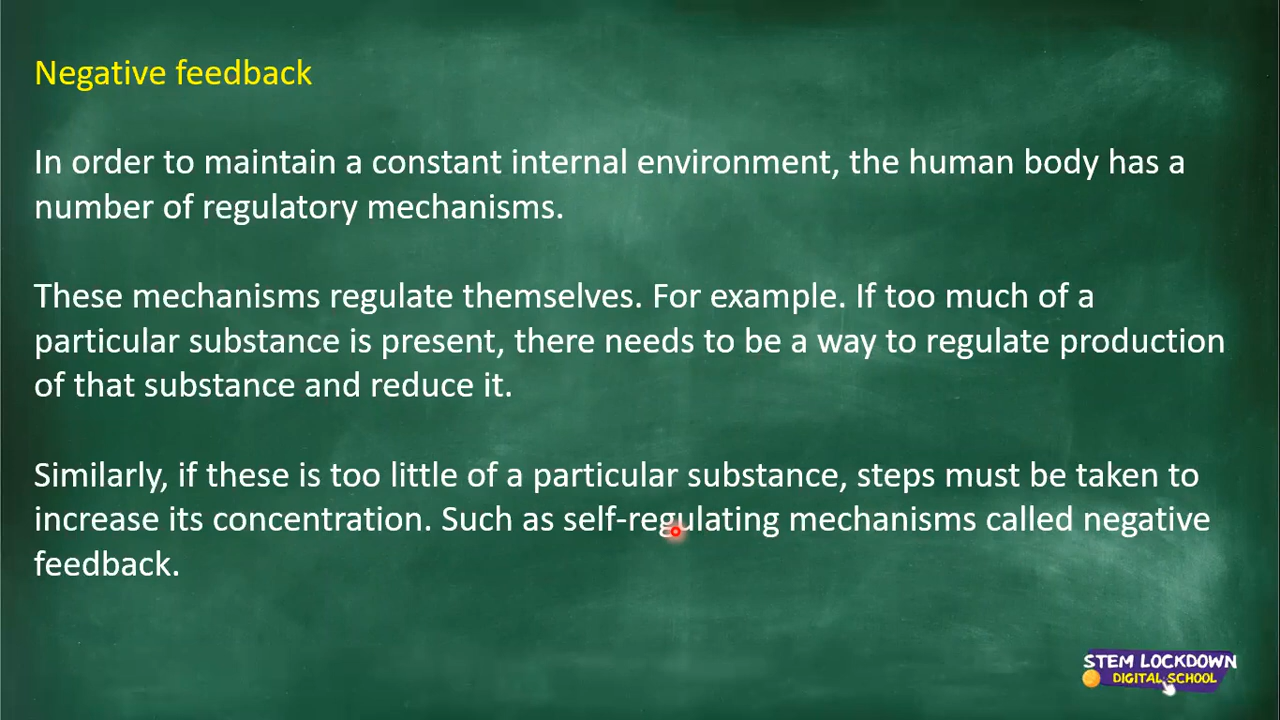 Negative feedback
In order to maintain a constant internal environment, the human body has a
number of regulatory mechanisms.
These mechanisms regulate themselves. For example. If too much of a
particular substance is present, there needs to be a way to regulate production
of that substance and reduce it.
Similarly, if these is too little of a particular substance, steps must be taken to
increase its concentration. Such as self-regulating mechanisms called negative
feedback.
STEM LOCKDOWN
DIGITAL SCHOOL